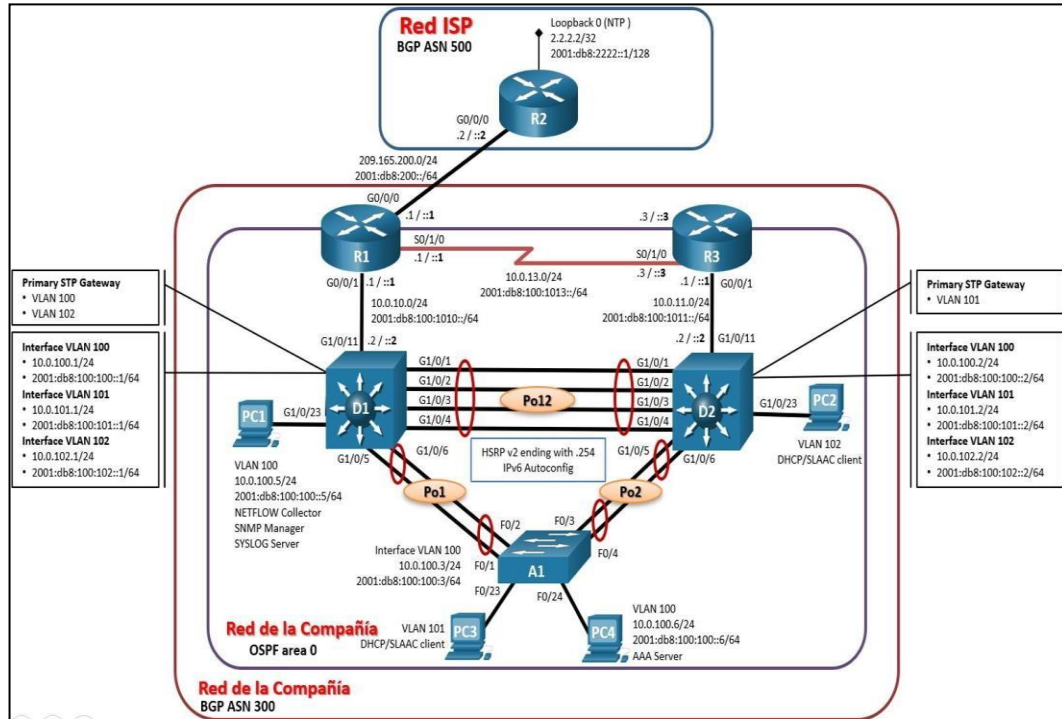 Red ISP
BGP ASN 500
Loopback 0 (NTP )
2.2.2.2/32
2001:db8:2222::1/128
R2
G0/0/0
.2 / ::2
209.165.200.0/24
2001:db8:200::/64
G0/0/0
.1 / ::1
.3 / ::3
R1
R3
S0/1/0
.1 / ::1
S0/1/0
.3 / ::3
10.0.13.0/24
2001:db8:100:1013::/64
G0/0/1
.1 / ::1
.1 / ::1
G0/0/1
10.0.10.0/24
2001:db8:100:1010::/64
10.0.11.0/24
2001:db8:100:1011::/64
G1/0/11
.2 / ::2
.2 / ::2
G1/0/11
Primary STP Gateway
• VLAN 100
• VLAN 102
Primary STP Gateway
• VLAN 101
Interface VLAN 100
• 10.0.100.1/24
• 2001:db8:100:100::1/64
Interface VLAN 101
• 10.0.101.1/24
• 2001:db8:100:101::1/64
Interface VLAN 102
• 10.0.102.1/24
• 2001:db8:100:102::1/64
Interface VLAN 100
• 10.0.100.2/24
• 2001:db8:100:100::2/64
Interface VLAN 101
• 10.0.101.2/24
• 2001:db8:100:101::2/64
Interface VLAN 102
• 10.0.102.2/24
• 2001:db8:100:102::2/64
G1/0/1
G1/0/1
G1/0/2
G1/0/2
Po12
G1/0/3
G1/0/3
G1/0/4
G1/0/4
D1
D2
PC1
G1/0/23
G1/0/23
PC2
VLAN 102
DHCP/SLAAC client
HSRP v2 ending with .254
IPv6 Autoconfig
G1/0/5
G1/0/6
G1/0/5
G1/0/6
VLAN 100
10.0.100.5/24
2001:db8:100:100::5/64
NETFLOW Collector
SNMP Manager
SYSLOG Server
Po1
Po2
F0/2
F0/3
F0/1
F0/4
Interface VLAN 100
10.0.100.3/24
2001:db8:100:100:3/64
A1
F0/23
F0/24
VLAN 101
DHCP/SLAAC client
PC3
PC4
VLAN 100
10.0.100.6/24
2001:db8:100:100::6/64
AAA Server
Red de la Compañía
OSPF area 0
Red de la Compañía
BGP ASN 300